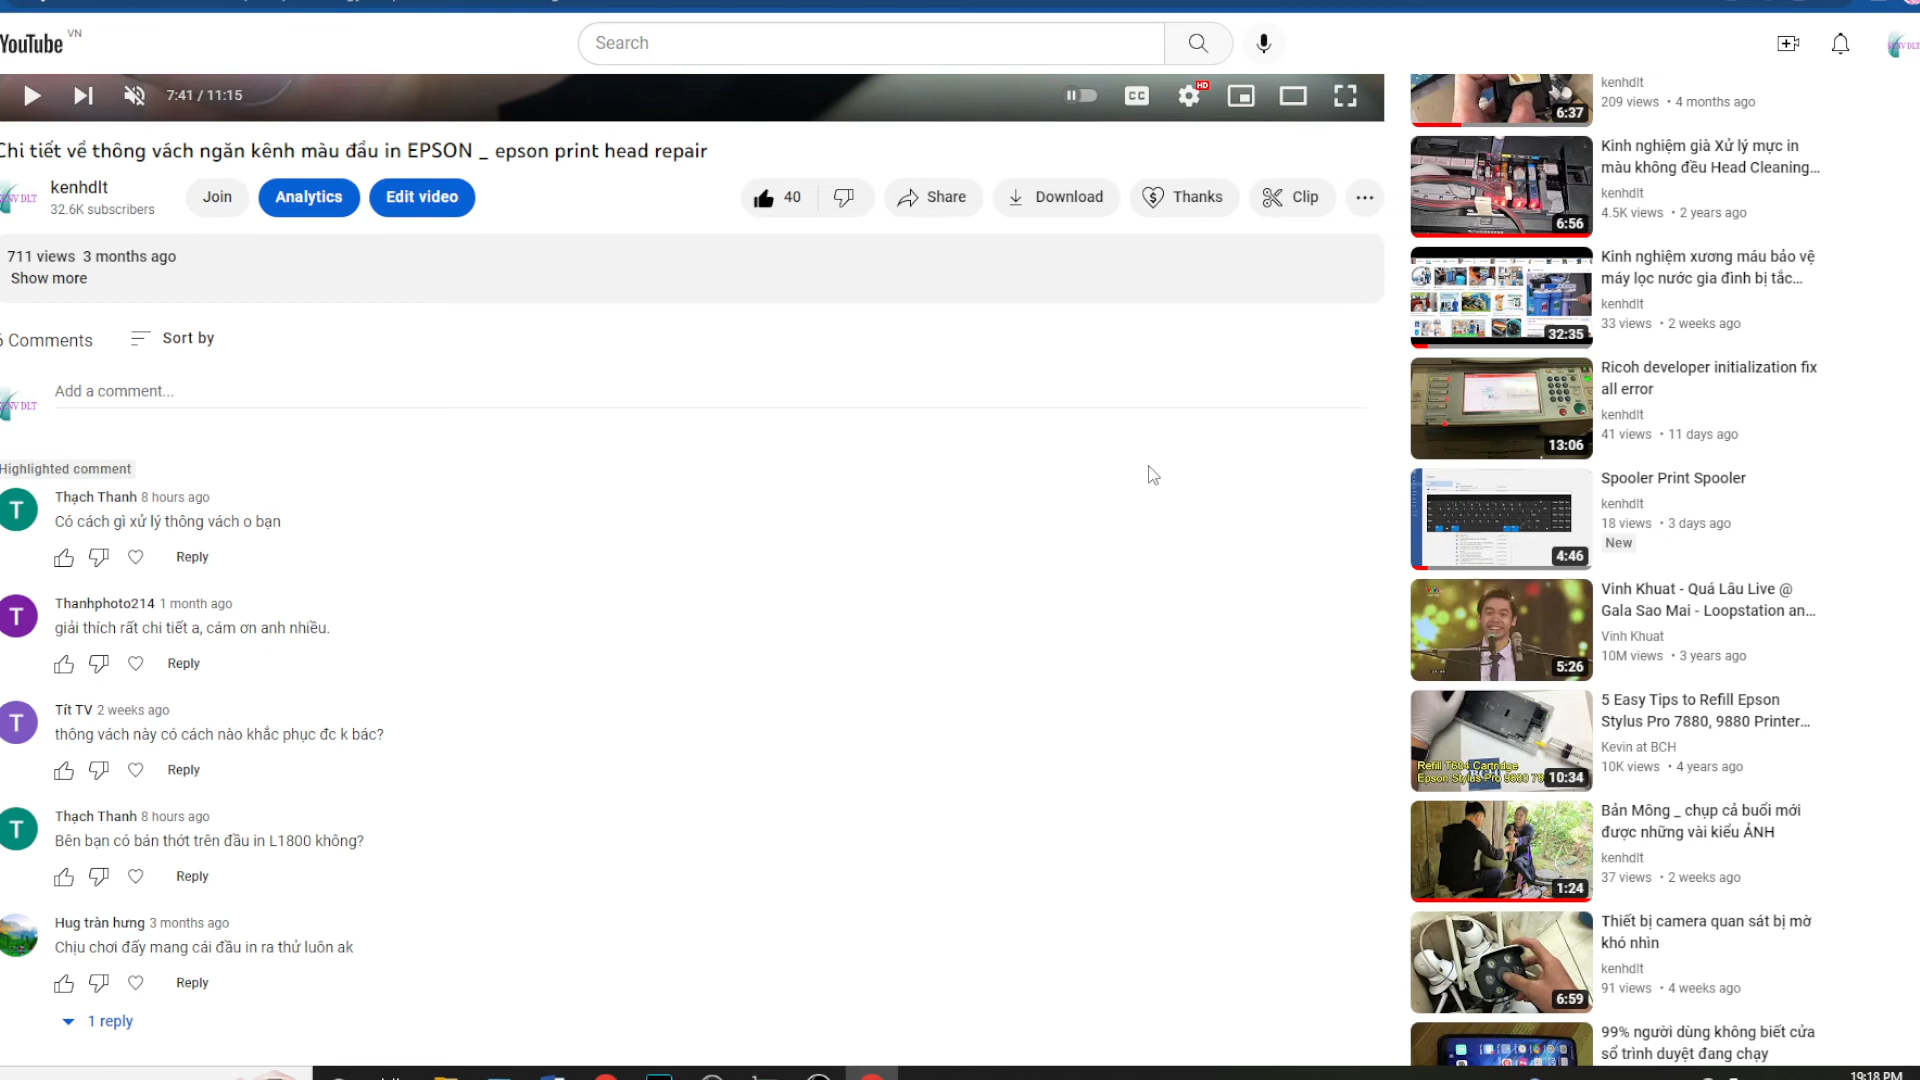 YouTube VN
Search
7:41 / 11:15
CC
HD
Chi tiết về thông vách ngăn kênh màu đầu in EPSON _ epson print head repair
kenhdlt
32.6K subscribers
Join
Analytics
Edit video
40
Share
Download
Thanks
Clip
711 views 3 months ago
Show more
Comments
Sort by
Add a comment...
Highlighted comment
T
Thạch Thanh 8 hours ago
Có cách gì xử lý thông vách o bạn
Reply
T
Thanhphoto214 1 month ago
giải thích rất chi tiết a, cám ơn anh nhiều.
Reply
T
Tít TV 2 weeks ago
thông vách này có cách nào khắc phục đc k bác?
Reply
T
Thạch Thanh 8 hours ago
Bên bạn có bán thớt trên đầu in L1800 không?
Reply
Hug tràn hưng 3 months ago
Chịu chơi đấy mang cái đầu in ra thử luôn ak
Reply
1 reply
6:37
kenhdlt
209 views • 4 months ago
6:56
Kinh nghiệm già Xử lý mực in
màu không đều Head Cleaning...
kenhdlt
4.5K views • 2 years ago
32:35
Kinh nghiệm xương máu bảo vệ
máy lọc nước gia đình bị tắc...
kenhdlt
33 views • 2 weeks ago
13:06
Ricoh developer initialization fix
all error
kenhdlt
41 views • 11 days ago
4:46
Spooler Print Spooler
kenhdlt
18 views • 3 days ago
New
5:26
Vinh Khuat - Quá Lâu Live @
Gala Sao Mai - Loopstation an...
Vinh Khuat
10M views • 3 years ago
Refill T604 Cartridge
Epson Stylus Pro 9880 78
10:34
5 Easy Tips to Refill Epson
Stylus Pro 7880, 9880 Printer...
Kevin at BCH
10K views • 4 years ago
1:24
Bản Mông _ chụp cả buổi mới
được những vài kiểu ẢNH
kenhdlt
37 views • 2 weeks ago
6:59
Thiết bị camera quan sát bị mờ
khó nhìn
kenhdlt
91 views • 4 weeks ago
99% người dùng không biết cửa
sổ trình duyệt đang chạy
19:18 PM